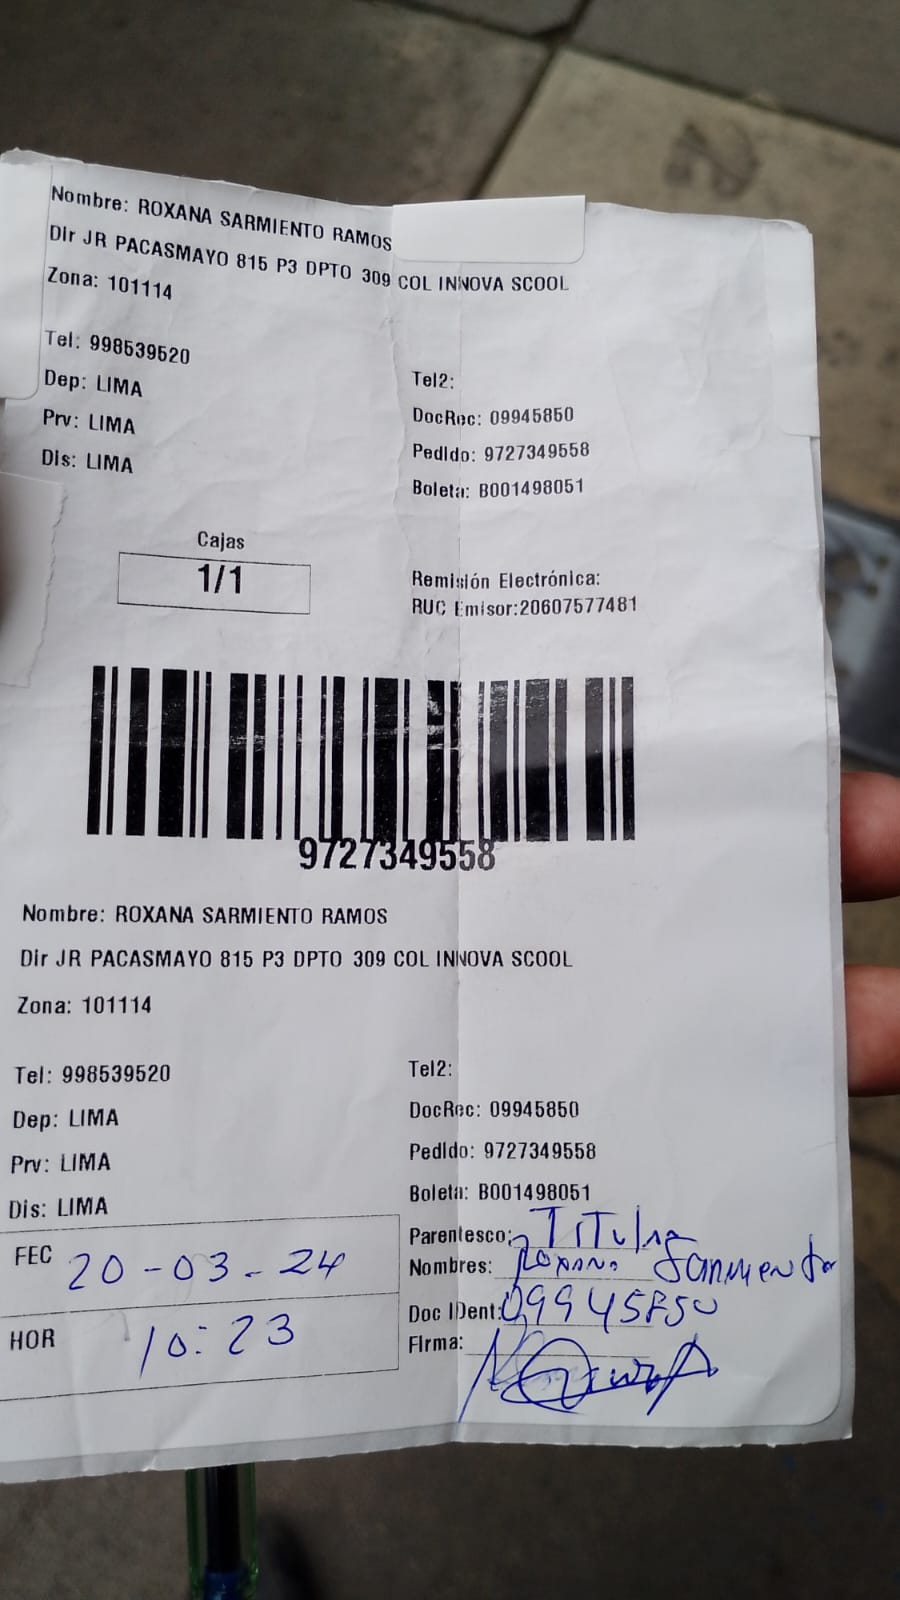 Nombre: ROXANA SARMIENTO RAMOS
Dir JR PACASMAYO 815 P3 DPTO 309 COL INNOVA SCOOL
Zona: 101114
Tel: 998539520
Tel2:
Dep: LIMA
DocRec: 09945850
Prv: LIMA
Pedido: 9727349558
Dis: LIMA
Boleta: B001498051
Cajas
1/1
Remisión Electrónica:
RUC Emisor:20607577481
9727349558
Nombre: ROXANA SARMIENTO RAMOS
Dir JR PACASMAYO 815 P3 DPTO 309 COL INNOVA SCOOL
Zona: 101114
Tel: 998539520
Tel2:
Dep: LIMA
DocRec: 09945850
Prv: LIMA
Pedido: 9727349558
Dis: LIMA
Boleta: B001498051
FEC 20-03-24
Parentesco: Titular
Nombres: Roxana Sarmiento
HOR 10:23
Doc IDent: 09945850
Firma: